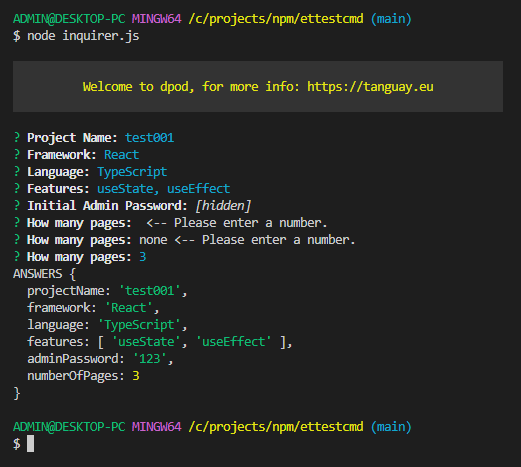 ADMIN@DESKTOP-PC MINGW64 /c/projects/npm/ettestcmd (main)
$ node inquirer.js
Welcome to dpod, for more info: https://tanguay.eu
? Project Name: test001
? Framework: React
? Language: TypeScript
? Features: useState, useEffect
? Initial Admin Password: [hidden]
? How many pages:  <-- Please enter a number.
? How many pages: none <-- Please enter a number.
? How many pages: 3
ANSWERS {
  projectName: 'test001',
  framework: 'React',
  language: 'TypeScript',
  features: [ 'useState', 'useEffect' ],
  adminPassword: '123',
  numberOfPages: 3
}
ADMIN@DESKTOP-PC MINGW64 /c/projects/npm/ettestcmd (main)
$